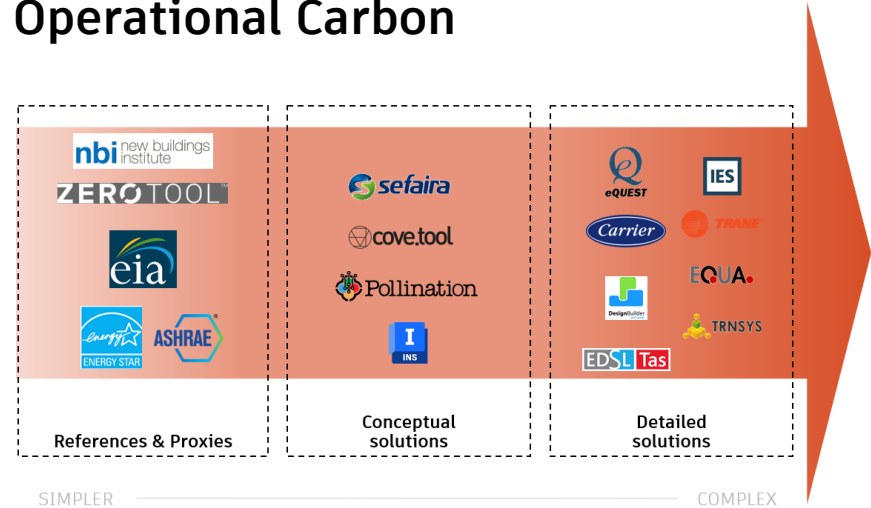 Operational Carbon
nbi new buildings
institute
ZEROTOOL
eia
energy
ENERGY STAR
ASHRAE
References & Proxies
sefaira
cove.tool
Pollination
I
INS
Conceptual
solutions
eQUEST
IES
Carrier
TRANE
EQUA
DesignBuilder
TRNSYS
EDSL Tas
Detailed
solutions
SIMPLER
COMPLEX